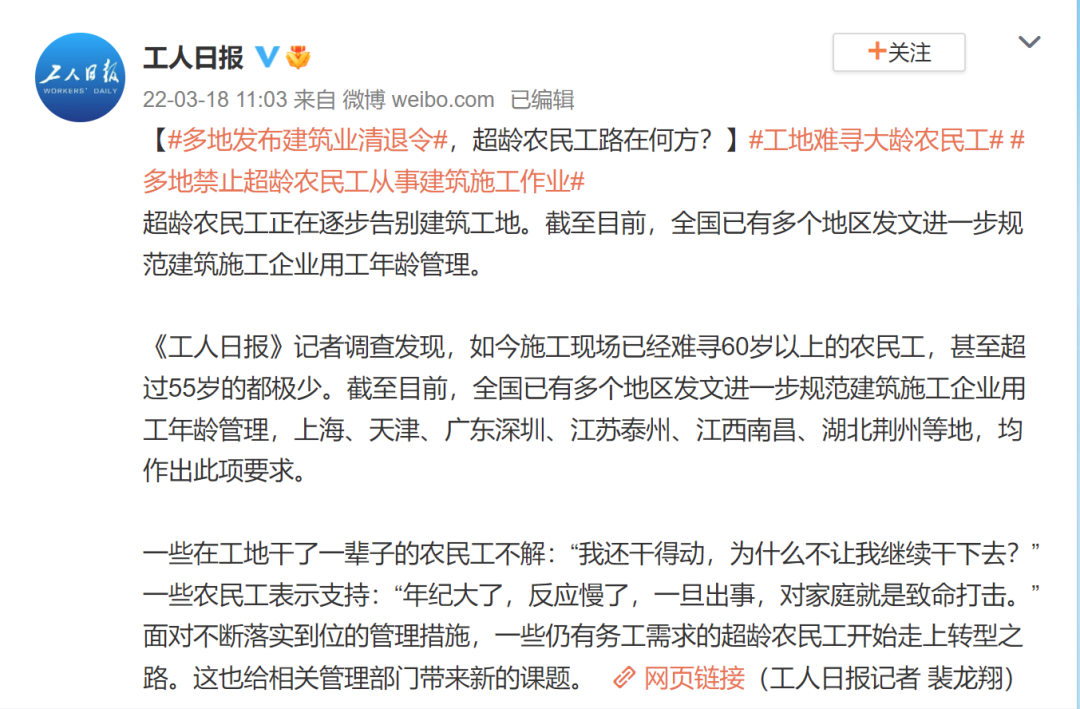 工人日报
工人日报
WORKERS' DAILY
+关注
22-03-18 11:03 来自 微博 weibo.com 已编辑
【#多地发布建筑业清退令#，超龄农民工路在何方？】#工地难寻大龄农民工# #
多地禁止超龄农民工从事建筑施工作业#
超龄农民工正在逐步告别建筑工地。截至目前，全国已有多个地区发文进一步规
范建筑施工企业用工年龄管理。
《工人日报》记者调查发现，如今施工现场已经难寻60岁以上的农民工，甚至超
过55岁的都极少。截至目前，全国已有多个地区发文进一步规范建筑施工企业用
工年龄管理，上海、天津、广东深圳、江苏泰州、江西南昌、湖北荆州等地，均
作出此项要求。
一些在工地干了一辈子的农民工不解：“我还干得动，为什么不让我继续干下去？”
一些农民工表示支持：“年纪大了，反应慢了，一旦出事，对家庭就是致命打击。”
面对不断落实到位的管理措施，一些仍有务工需求的超龄农民工开始走上转型之
路。这也给相关管理部门带来新的课题。 网页链接（工人日报记者 裴龙翔）